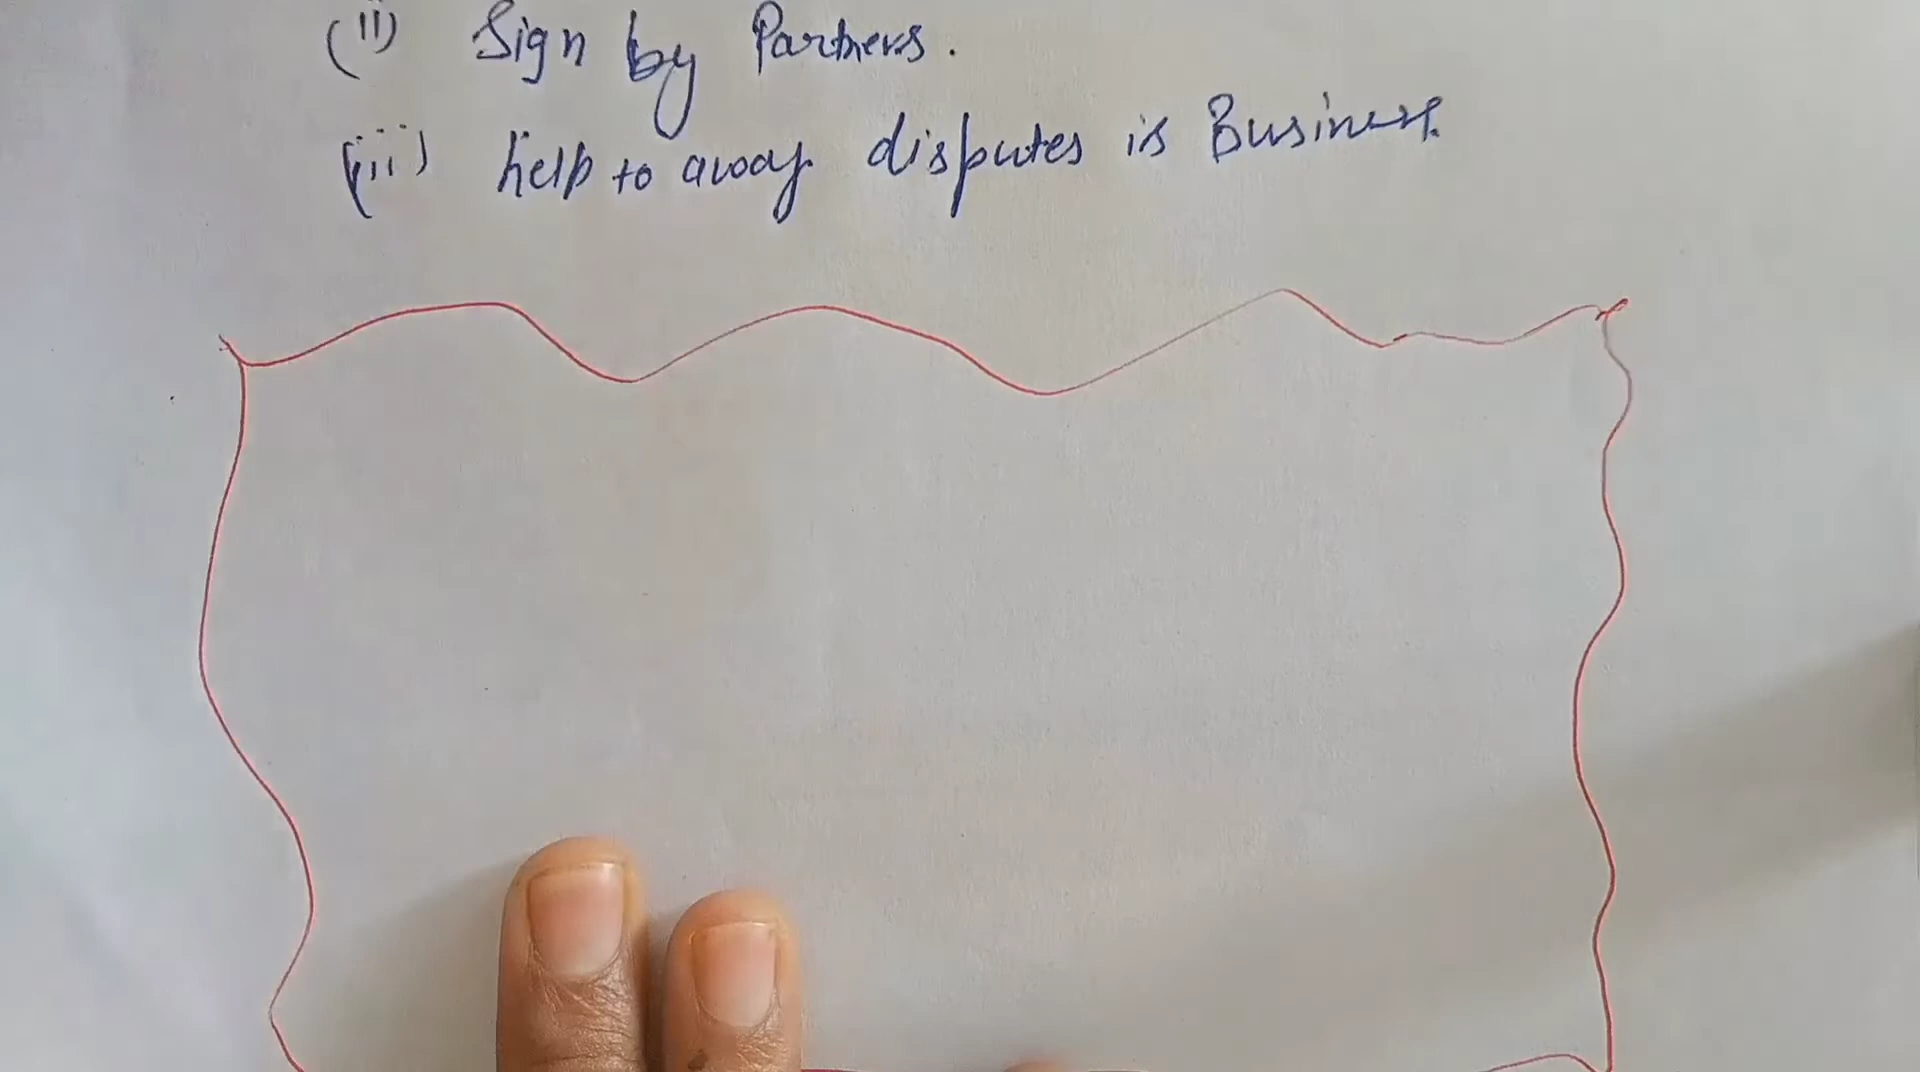 (ii) Sign by Partners.
(iii) help to away disputes is Business.